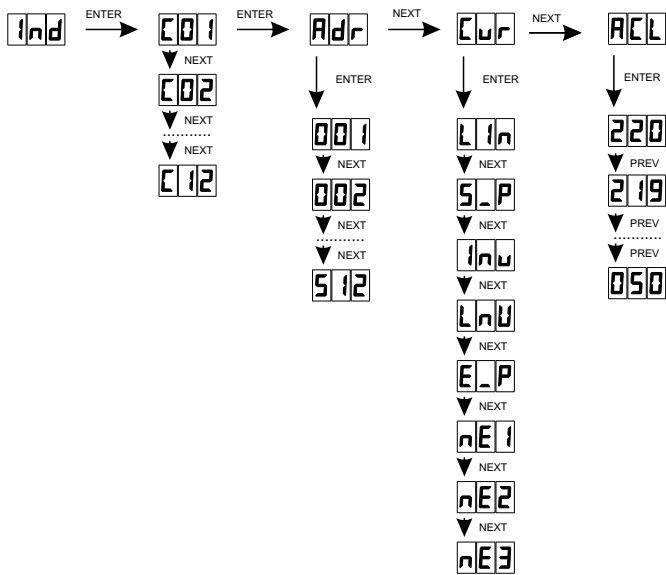 Ind ENTER C01 ENTER Adr NEXT Cur NEXT ACL
NEXT ENTER ENTER ENTER
C02
NEXT
NEXT
C12
001
NEXT
002
NEXT
NEXT
512
LIn
NEXT
S_P
NEXT
Inv
NEXT
LnU
NEXT
E_P
NEXT
nE1
NEXT
nE2
NEXT
nE3
220
PREV
219
PREV
PREV
050